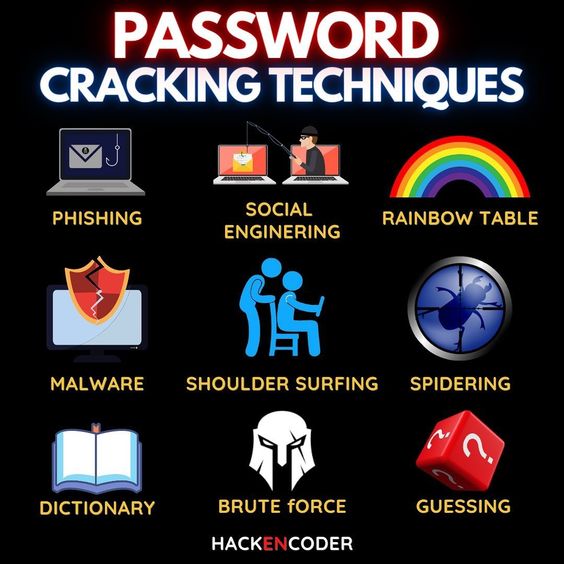 PASSWORD
CRACKING TECHNIQUES
PHISHING
SOCIAL
ENGINERING
RAINBOW TABLE
MALWARE
SHOULDER SURFING
SPIDERING
DICTIONARY
BRUTE fORCE
GUESSING
? ? ?
HACKENCODER